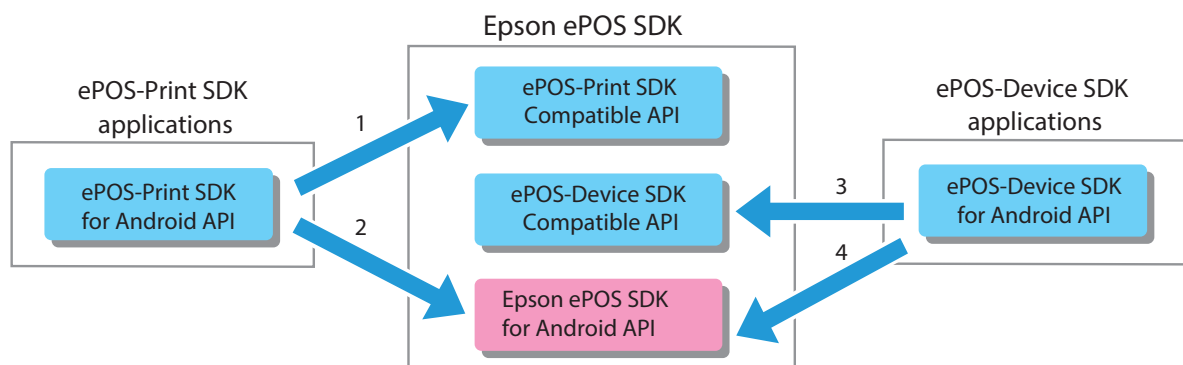 Epson ePOS SDK
ePOS-Print SDK
applications
ePOS-Print SDK
for Android API
1
2
ePOS-Print SDK
Compatible API
ePOS-Device SDK
Compatible API
Epson ePOS SDK
for Android API
3
4
ePOS-Device SDK
applications
ePOS-Device SDK
for Android API